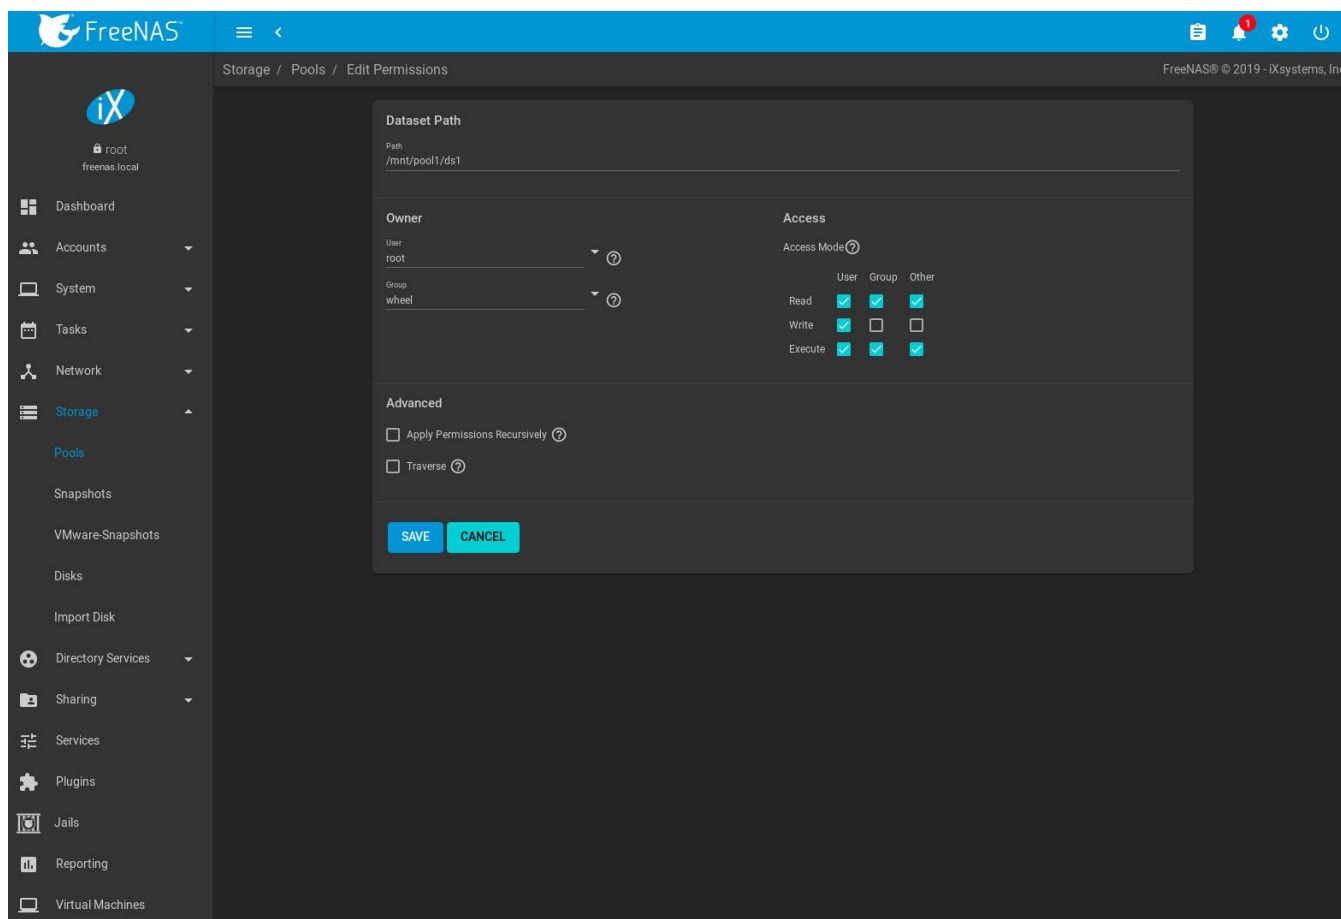 FreeNAS
1
Storage / Pools / Edit Permissions
FreeNAS® © 2019 - iXsystems, Inc
iX
root
freenas.local
Dashboard
Accounts
System
Tasks
Network
Storage
Pools
Snapshots
VMware-Snapshots
Disks
Import Disk
Directory Services
Sharing
Services
Plugins
Jails
Reporting
Virtual Machines
Dataset Path
Path
/mnt/pool1/ds1
Owner
User
root
Group
wheel
Access
Access Mode
User Group Other
Read
Write
Execute
Advanced
Apply Permissions Recursively
Traverse
SAVE CANCEL